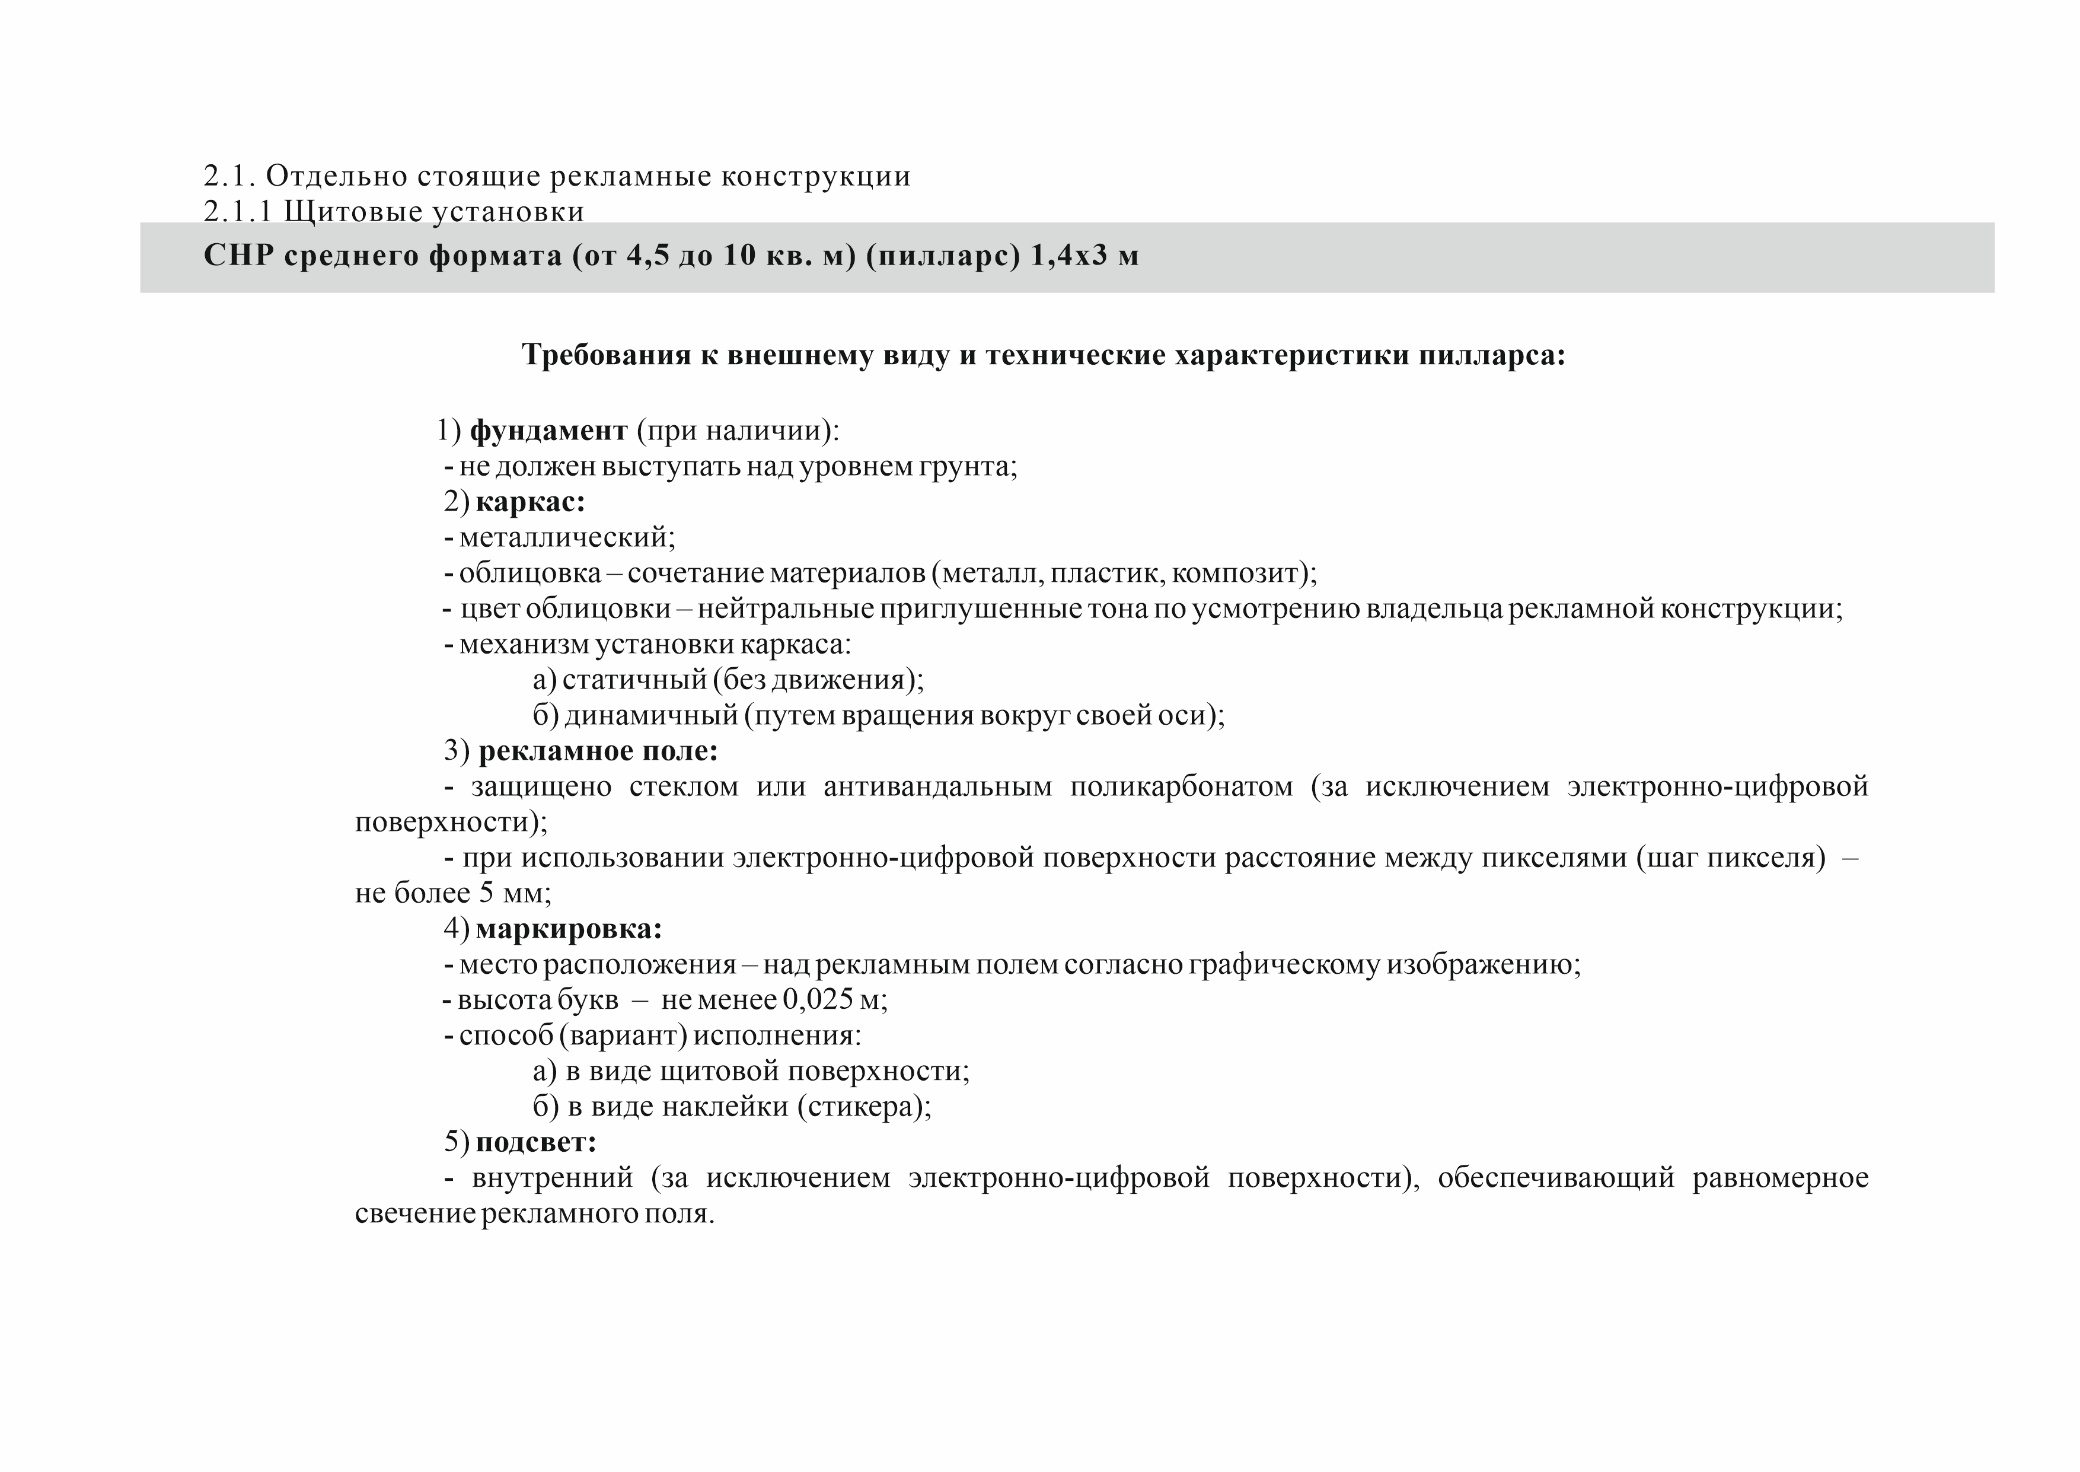 2.1. Отдельно стоящие рекламные конструкции
2.1.1 Щитовые установки
СНР среднего формата (от 4,5 до 10 кв. м) (пилларс) 1,4х3 м
Требования к внешнему виду и технические характеристики пилларса:
1) фундамент (при наличии):
- не должен выступать над уровнем грунта;
2) каркас:
- металлический;
- облицовка – сочетание материалов (металл, пластик, композит);
- цвет облицовки – нейтральные приглушенные тона по усмотрению владельца рекламной конструкции;
- механизм установки каркаса:
а) статичный (без движения);
б) динамичный (путем вращения вокруг своей оси);
3) рекламное поле:
- защищено стеклом или антивандальным поликарбонатом (за исключением электронно-цифровой
поверхности);
- при использовании электронно-цифровой поверхности расстояние между пикселями (шаг пикселя) –
не более 5 мм;
4) маркировка:
- место расположения – над рекламным полем согласно графическому изображению;
- высота букв – не менее 0,025 м;
- способ (вариант) исполнения:
а) в виде щитовой поверхности;
б) в виде наклейки (стикера);
5) подсвет:
- внутренний (за исключением электронно-цифровой поверхности), обеспечивающий равномерное
свечение рекламного поля.